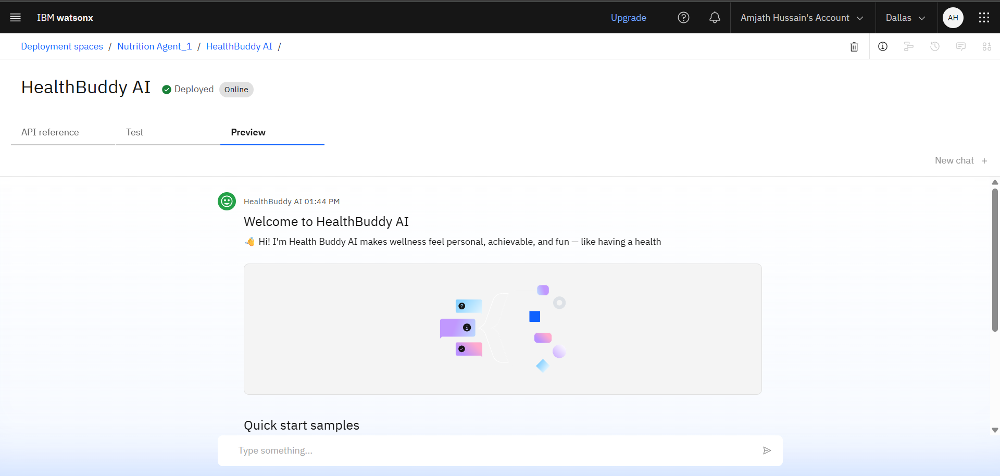 IBM watsonx
Upgrade
Amjath Hussain's Account
Dallas
AH
Deployment spaces / Nutrition Agent_1 / HealthBuddy AI /
HealthBuddy AI
Deployed
Online
API reference
Test
Preview
New chat +
HealthBuddy AI 01:44 PM
Welcome to HealthBuddy AI
👋 Hi! I'm Health Buddy AI makes wellness feel personal, achievable, and fun — like having a health
Quick start samples
Type something...